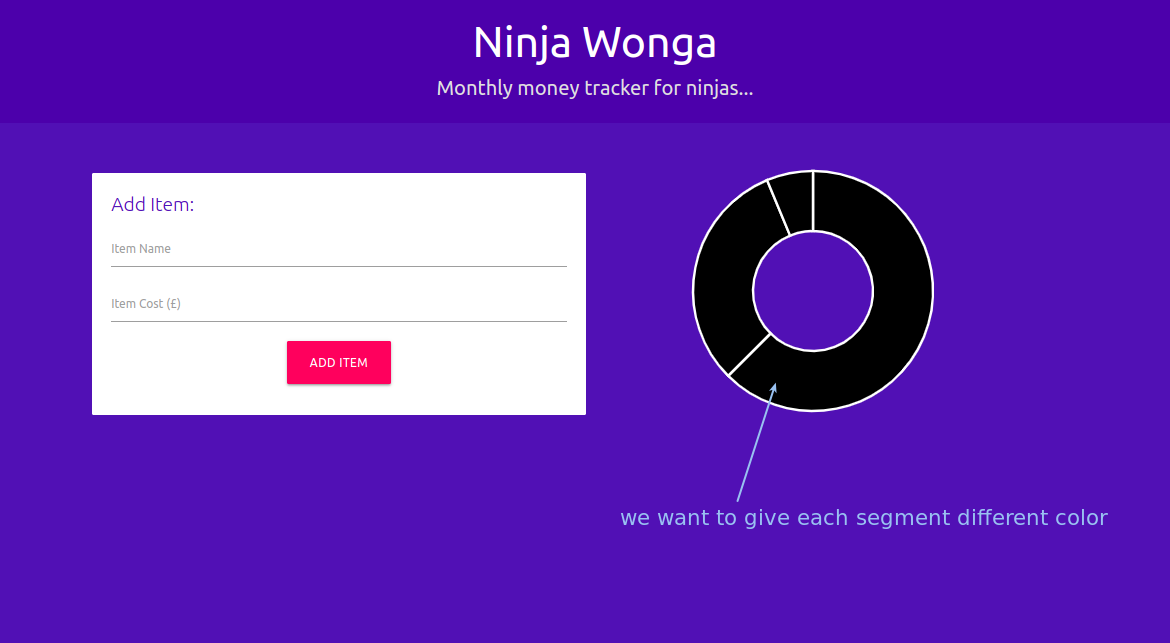 Ninja Wonga
Monthly money tracker for ninjas...
Add Item:
Item Name
Item Cost (£)
ADD ITEM
we want to give each segment different color